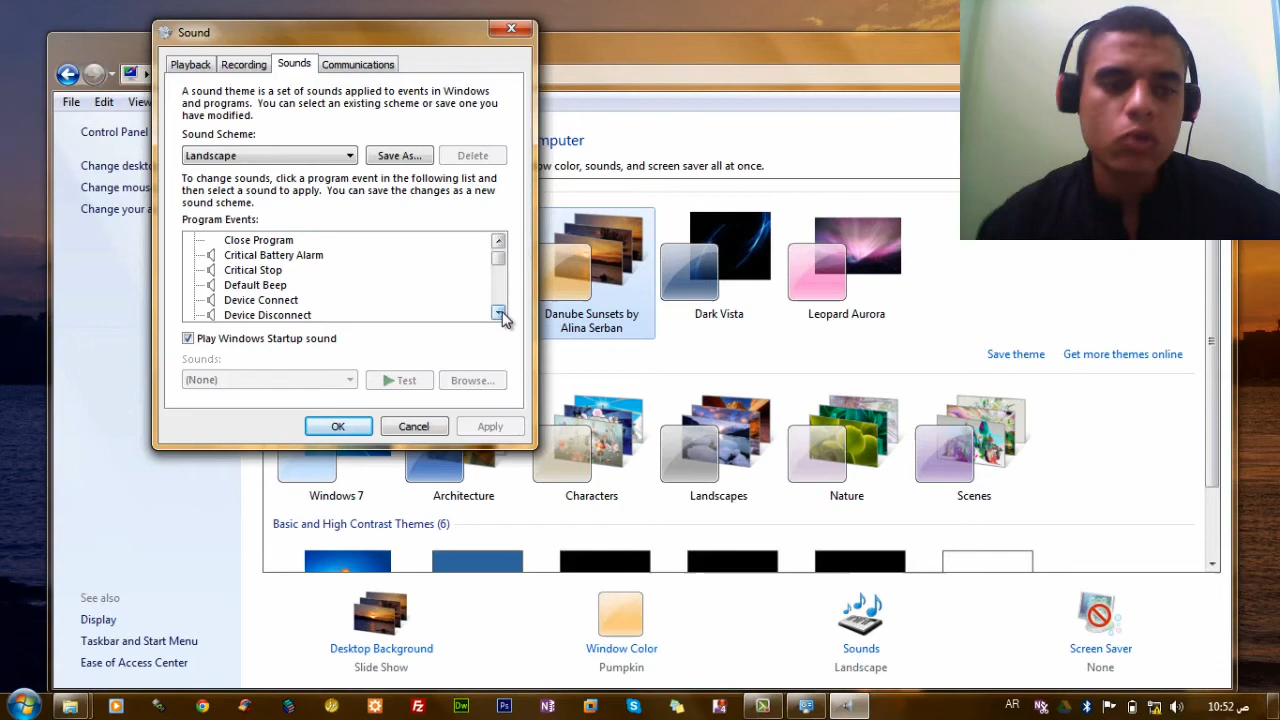 Sound
Playback
Recording
Sounds
Communications
A sound theme is a set of sounds applied to events in Windows
and programs. You can select an existing scheme or save one you
have modified.
Sound Scheme:
Landscape
Save As...
Delete
To change sounds, click a program event in the following list and
then select a sound to apply. You can save the changes as a new
sound scheme.
Program Events:
Close Program
Critical Battery Alarm
Critical Stop
Default Beep
Device Connect
Device Disconnect
Play Windows Startup sound
Sounds:
(None)
Test
Browse...
OK
Cancel
Apply
File Edit
Control Panel
ow color, sounds, and screen saver all at once.
Danube Sunsets by
Alina Serban
Dark Vista
Leopard Aurora
Save theme
Get more themes online
Windows 7
Architecture
Characters
Landscapes
Nature
Scenes
Basic and High Contrast Themes (6)
See also
Display
Taskbar and Start Menu
Ease of Access Center
Desktop Background
Slide Show
Window Color
Pumpkin
Sounds
Landscape
Screen Saver
None
Fz
Dw
Ps
N
S
AR
10:52 ص